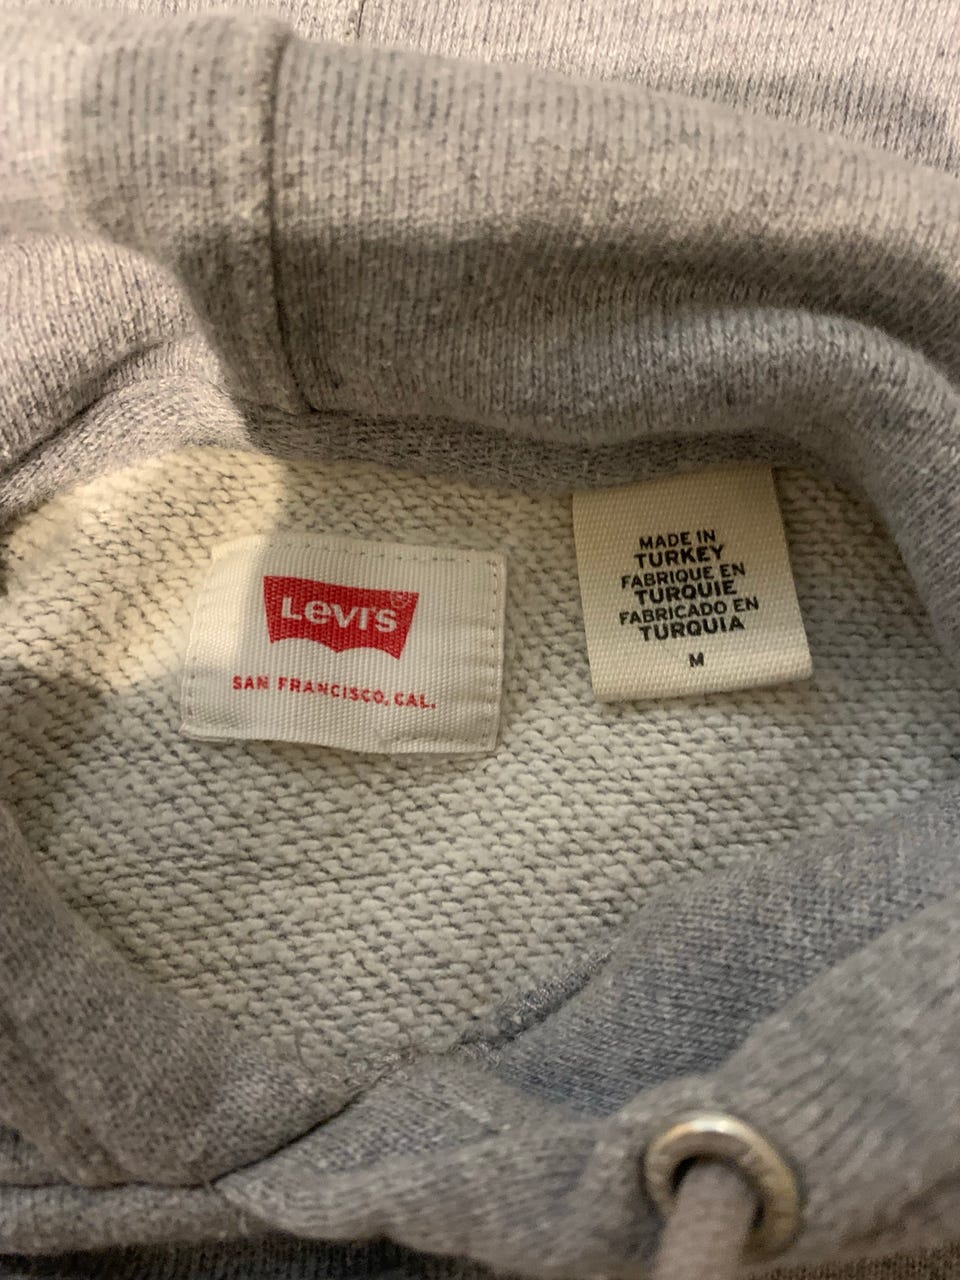 Levi's®
SAN FRANCISCO, CAL.
MADE IN
TURKEY
FABRIQUE EN
TURQUIE
FABRICADO EN
TURQUIA
M